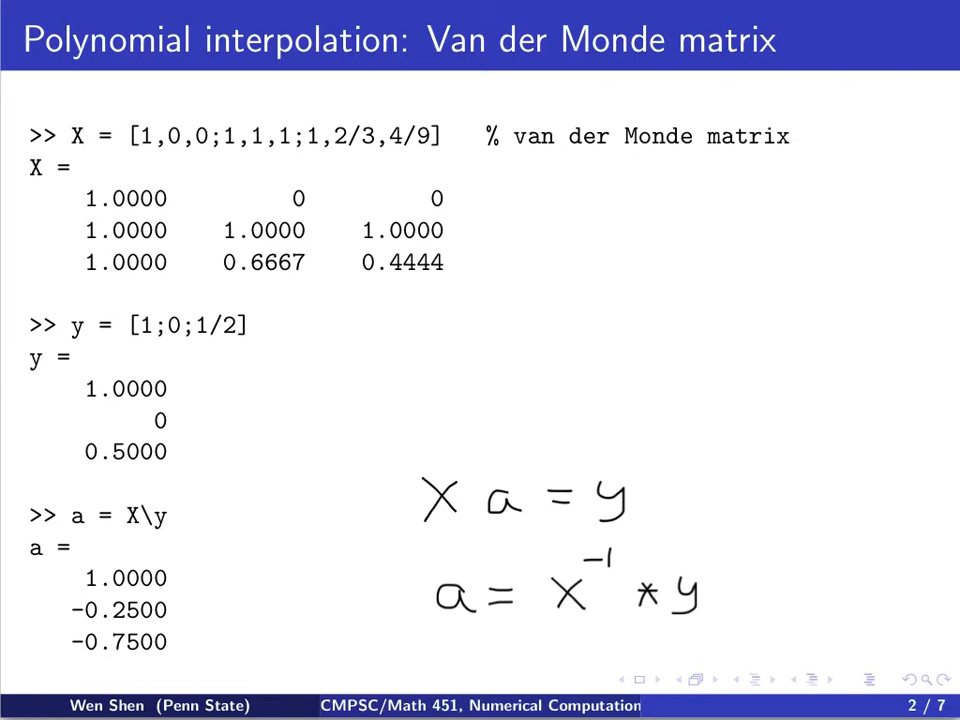 Polynomial interpolation: Van der Monde matrix
>> X = [1,0,0;1,1,1;1,2/3,4/9]   % van der Monde matrix
X =
1.0000 0 0
1.0000 1.0000 1.0000
1.0000 0.6667 0.4444
>> y = [1;0;1/2]
y =
1.0000
0
0.5000
>> a = X\y
a =
1.0000
-0.2500
-0.7500
X a = y
a = x^-1 * y
Wen Shen (Penn State) CMPSC/Math 451, Numerical Computation 2 / 7